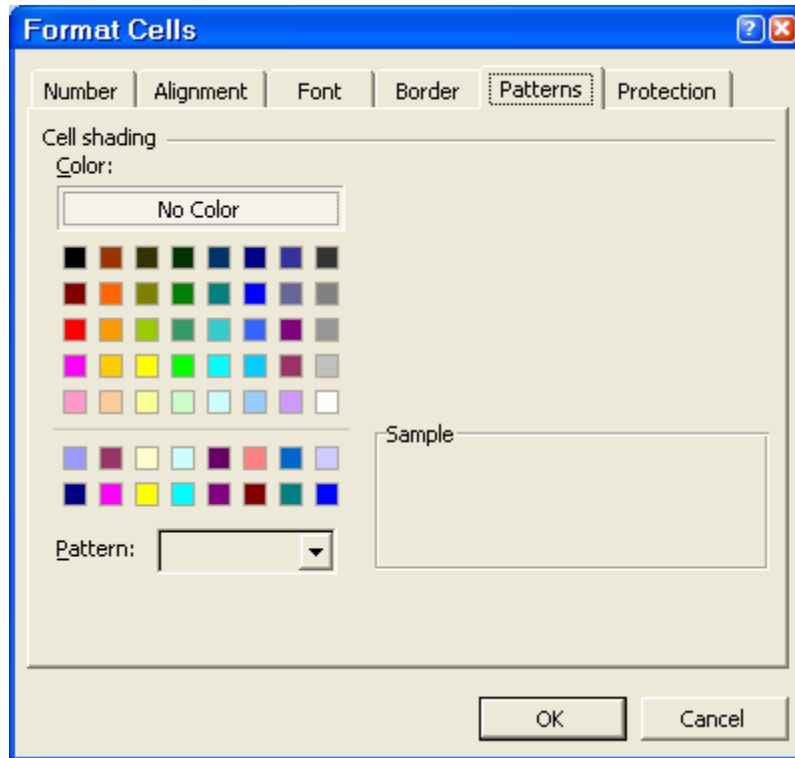 Format Cells
Number Alignment Font Border Patterns Protection
Cell shading
Color:
No Color
Sample
Pattern:
OK Cancel